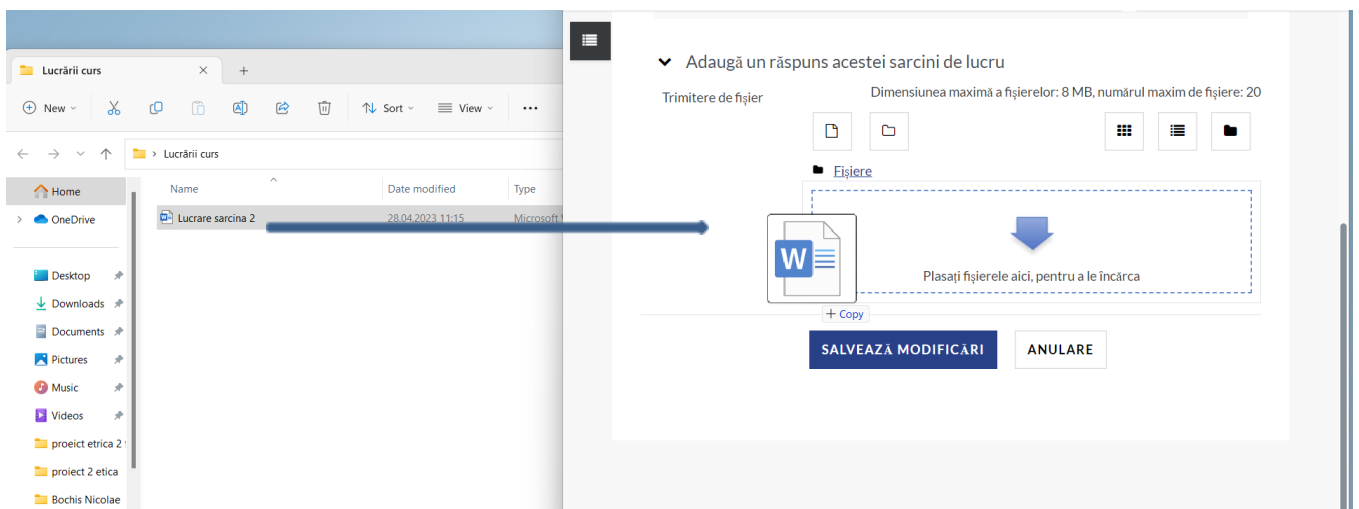 Lucrării curs
New
Sort
View
Lucrării curs
Home
OneDrive
Desktop
Downloads
Documents
Pictures
Music
Videos
proeict etrica 2
proiect 2 etica
Bochis Nicolae
Name
Date modified
Type
Lucrare sarcina 2
28.04.2023 11:15
Microsoft
Adaugă un răspuns acestei sarcini de lucru
Trimitere de fișier
Dimensiunea maximă a fișierelor: 8 MB, numărul maxim de fișiere: 20
Fișiere
W
Plasați fișierele aici, pentru a le încărca
+ Copy
SALVEAZĂ MODIFICĂRI
ANULARE